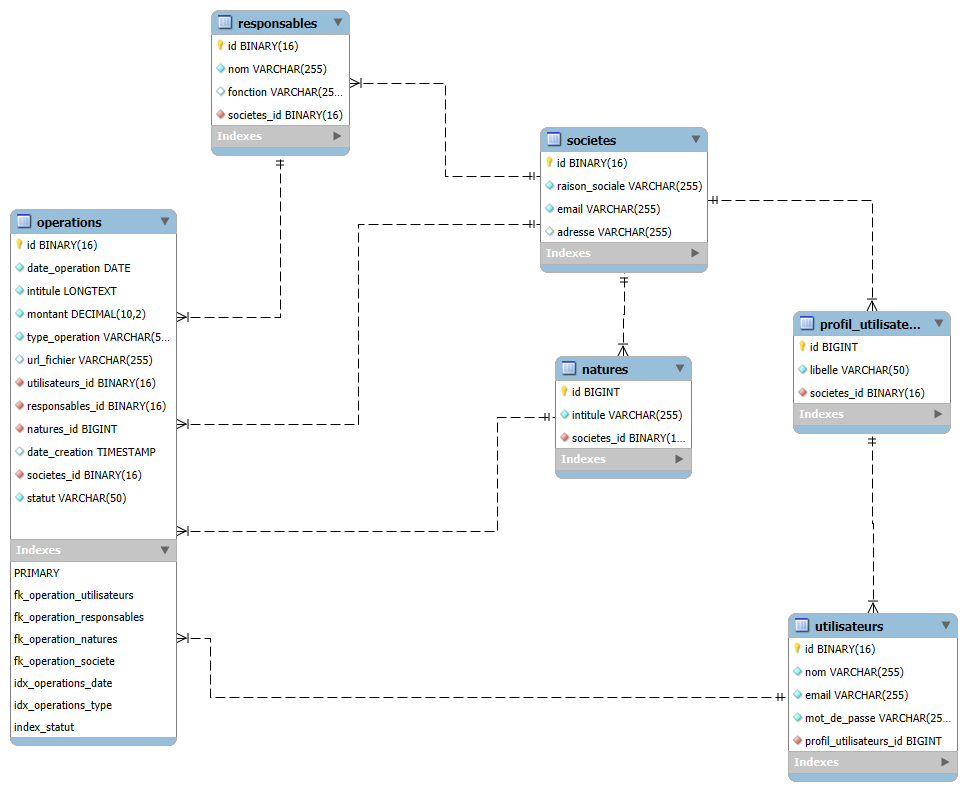 responsables
id BINARY(16)
nom VARCHAR(255)
fonction VARCHAR(25...
societes_id BINARY(16)
Indexes
societes
id BINARY(16)
raison_sociale VARCHAR(255)
email VARCHAR(255)
adresse VARCHAR(255)
Indexes
operations
id BINARY(16)
date_operation DATE
intitule LONGTEXT
montant DECIMAL(10,2)
type_operation VARCHAR(5...
url_fichier VARCHAR(255)
utilisateurs_id BINARY(16)
responsables_id BINARY(16)
natures_id BIGINT
date_creation TIMESTAMP
societes_id BINARY(16)
statut VARCHAR(50)
Indexes
PRIMARY
fk_operation_utilisateurs
fk_operation_responsables
fk_operation_natures
fk_operation_societe
idx_operations_date
idx_operations_type
index_statut
natures
id BIGINT
intitule VARCHAR(255)
societes_id BINARY(1...
Indexes
profil_utilisate...
id BIGINT
libelle VARCHAR(50)
societes_id BINARY(16)
Indexes
utilisateurs
id BINARY(16)
nom VARCHAR(255)
email VARCHAR(255)
mot_de_passe VARCHAR(25...
profil_utilisateurs_id BIGINT
Indexes